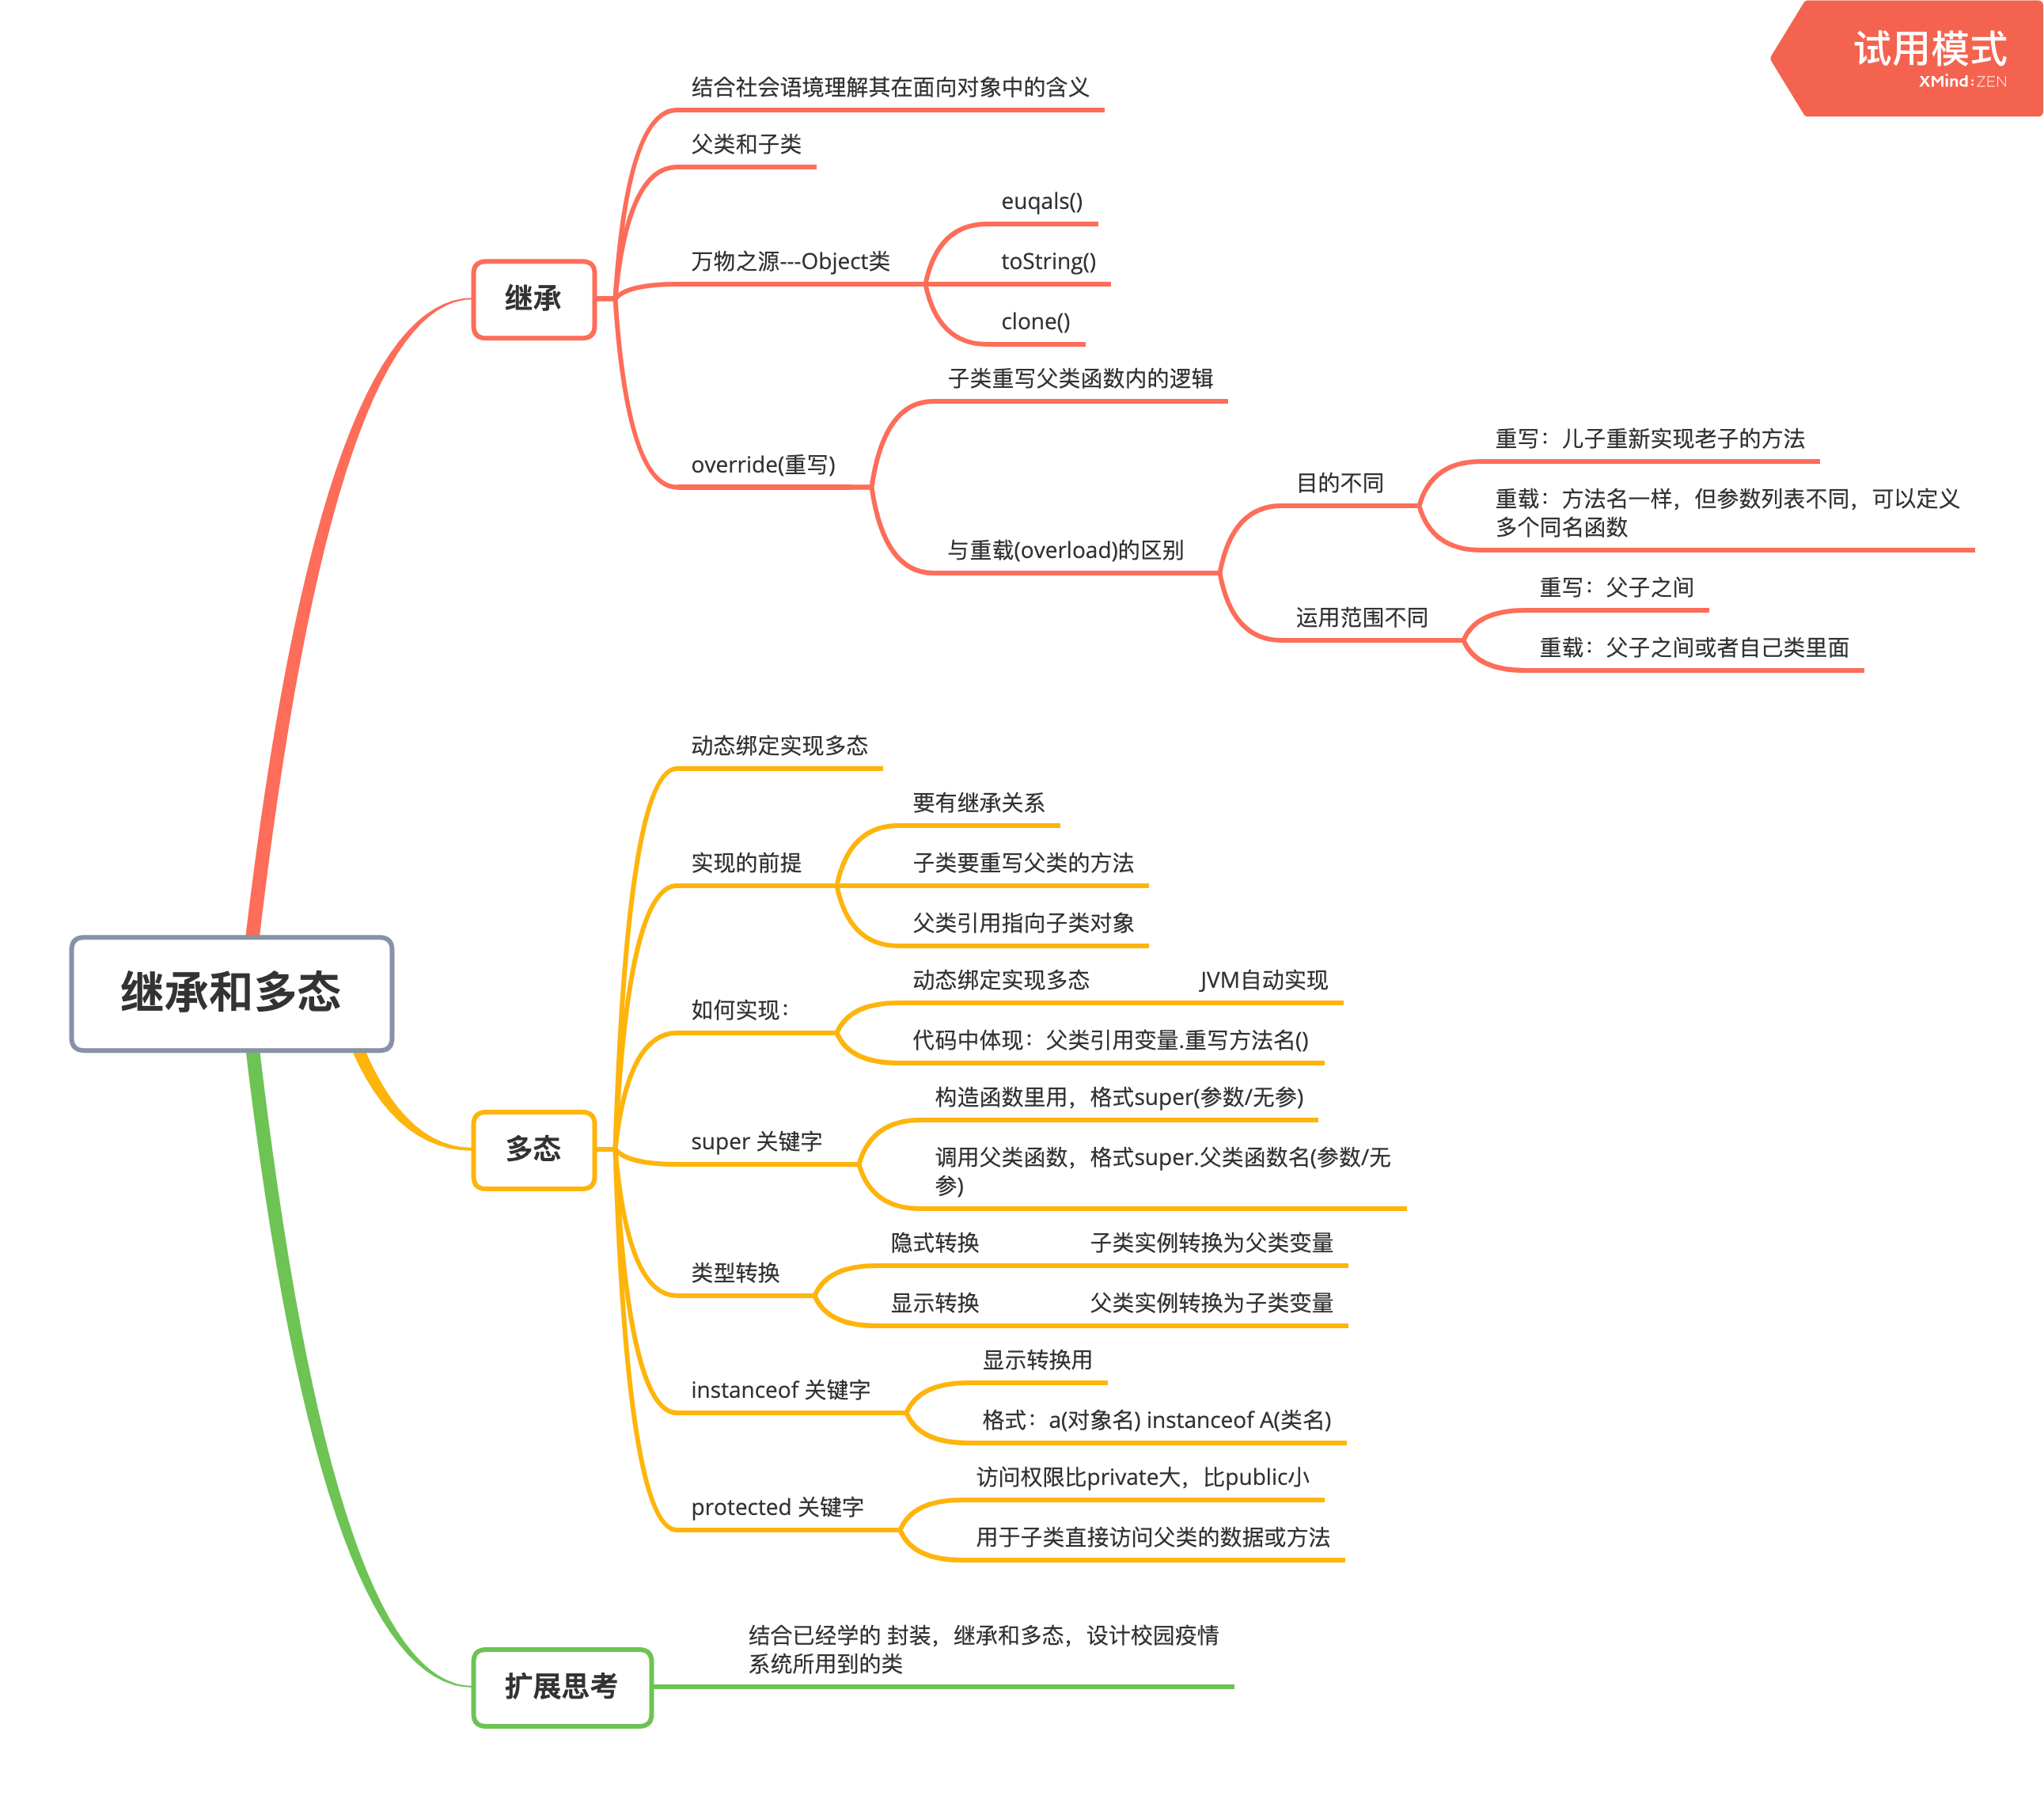 试用模式
XMind:ZEN
继承和多态
继承
结合社会语境理解其在面向对象中的含义
父类和子类
万物之源---Object类
euqals()
toString()
clone()
override(重写)
子类重写父类函数内的逻辑
与重载(overload)的区别
目的不同
重写：儿子重新实现老子的方法
重载：方法名一样，但参数列表不同，可以定义
多个同名函数
运用范围不同
重写：父子之间
重载：父子之间或者自己类里面
多态
动态绑定实现多态
实现的前提
要有继承关系
子类要重写父类的方法
父类引用指向子类对象
如何实现：
动态绑定实现多态
JVM自动实现
代码中体现：父类引用变量.重写方法名()
super 关键字
构造函数里用，格式super(参数/无参)
调用父类函数，格式super.父类函数名(参数/无
参)
类型转换
隐式转换
子类实例转换为父类变量
显示转换
父类实例转换为子类变量
instanceof 关键字
显示转换用
格式：a(对象名) instanceof A(类名)
protected 关键字
访问权限比private大，比public小
用于子类直接访问父类的数据或方法
扩展思考
结合已经学的 封装，继承和多态，设计校园疫情
系统所用到的类